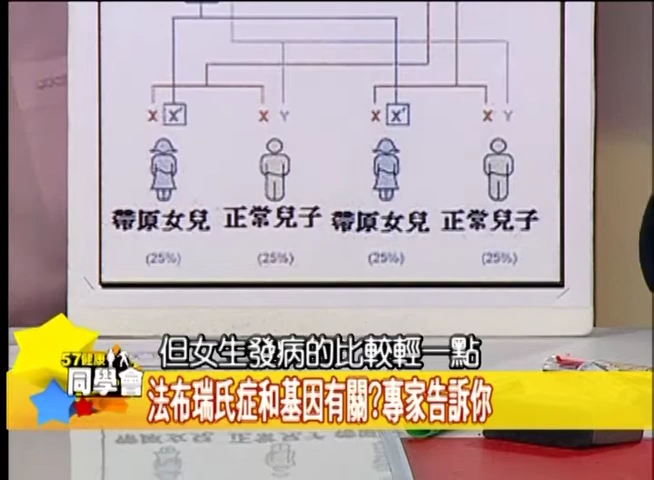 X X' X Y X X' X Y
帶原女兒 正常兒子 帶原女兒 正常兒子
(25%) (25%) (25%) (25%)
但女生發病的比較輕一點
57健康
同學會
法布瑞氏症和基因有關?專家告訴你